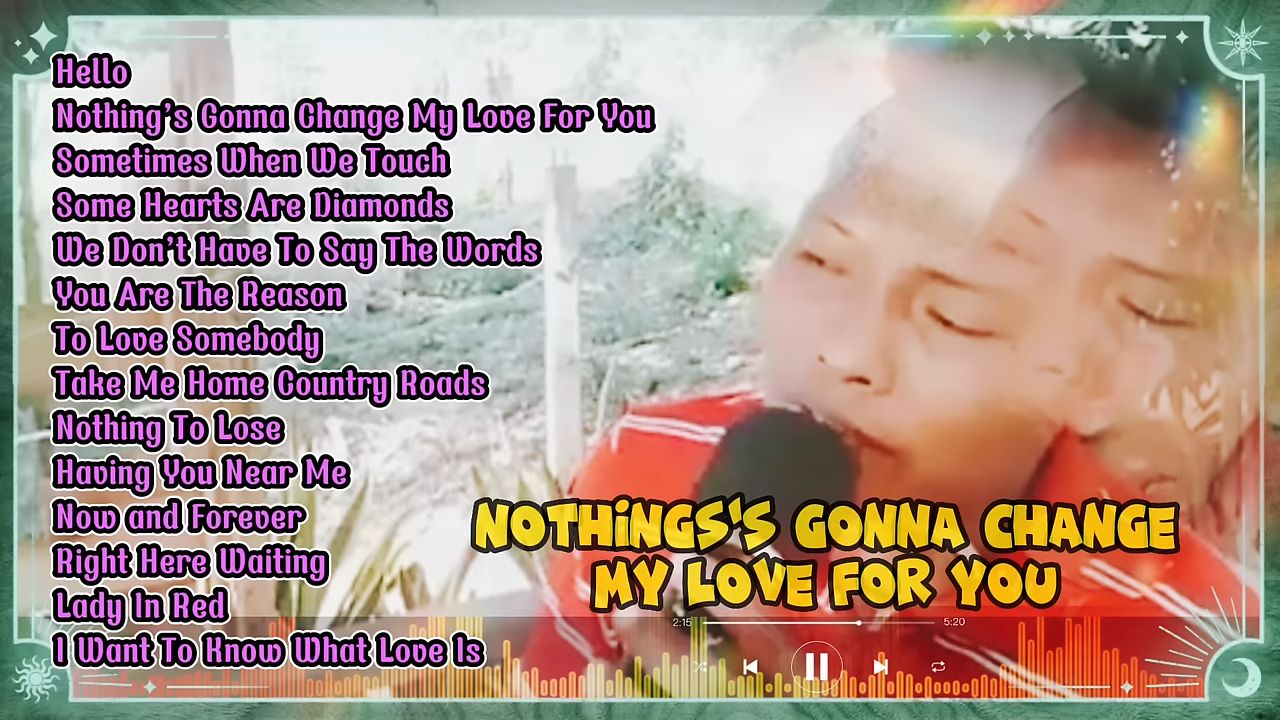 Hello
Nothing's Gonna Change My Love For You
Sometimes When We Touch
Some Hearts Are Diamonds
We Don't Have To Say The Words
You Are The Reason
To Love Somebody
Take Me Home Country Roads
Nothing To Lose
Having You Near Me
Now and Forever
Right Here Waiting
Lady In Red
I Want To Know What Love Is
NOTHiNGS'S GONNA CHANGE
MY LOVE FOR YOU
2:15 5:20